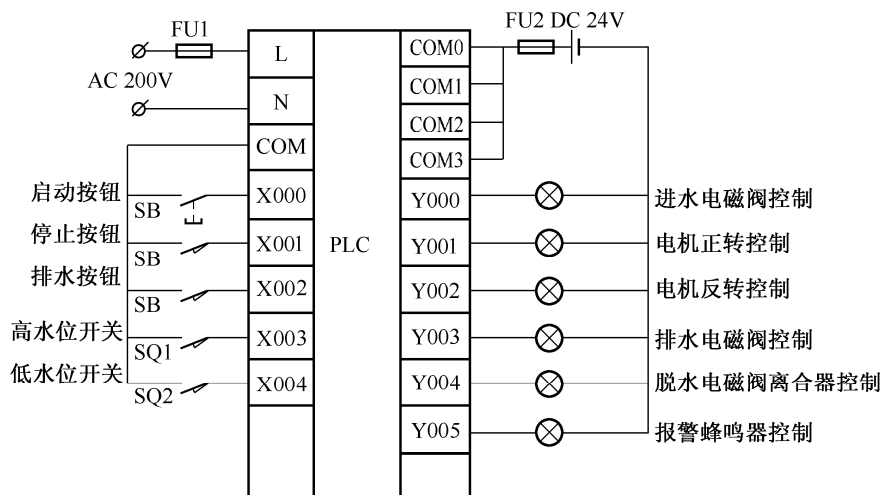 FU1
AC 200V
L
N
COM
启动按钮
SB
X000
停止按钮
SB
X001
排水按钮
SB
X002
高水位开关
SQ1
X003
低水位开关
SQ2
X004
PLC
FU2 DC 24V
COM0
COM1
COM2
COM3
Y000
进水电磁阀控制
Y001
电机正转控制
Y002
电机反转控制
Y003
排水电磁阀控制
Y004
脱水电磁阀离合器控制
Y005
报警蜂鸣器控制